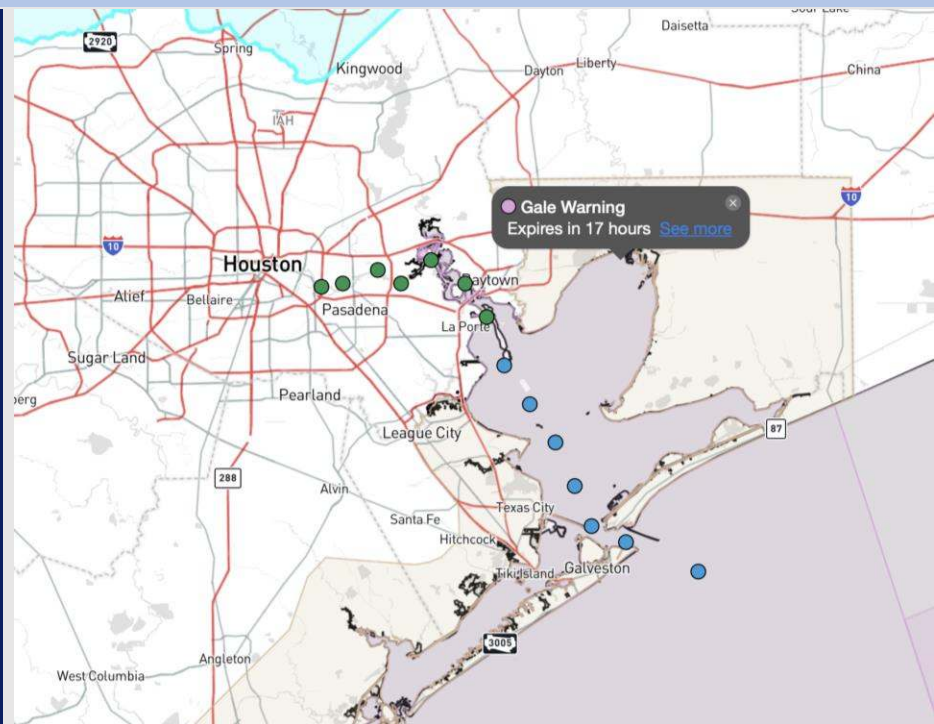 Daisetta
2920
Spring
Kingwood
Dayton
Liberty
China
IAH
10
Gale Warning
Expires in 17 hours See more
10
Houston
Baytown
Alief
Bellaire
Pasadena
La Porte
Sugar Land
Pearland
berg
League City
87
288
Alvin
Texas City
Santa Fe
Hitchcock
Tiki Island
Galveston
3005
Angleton
West Columbia